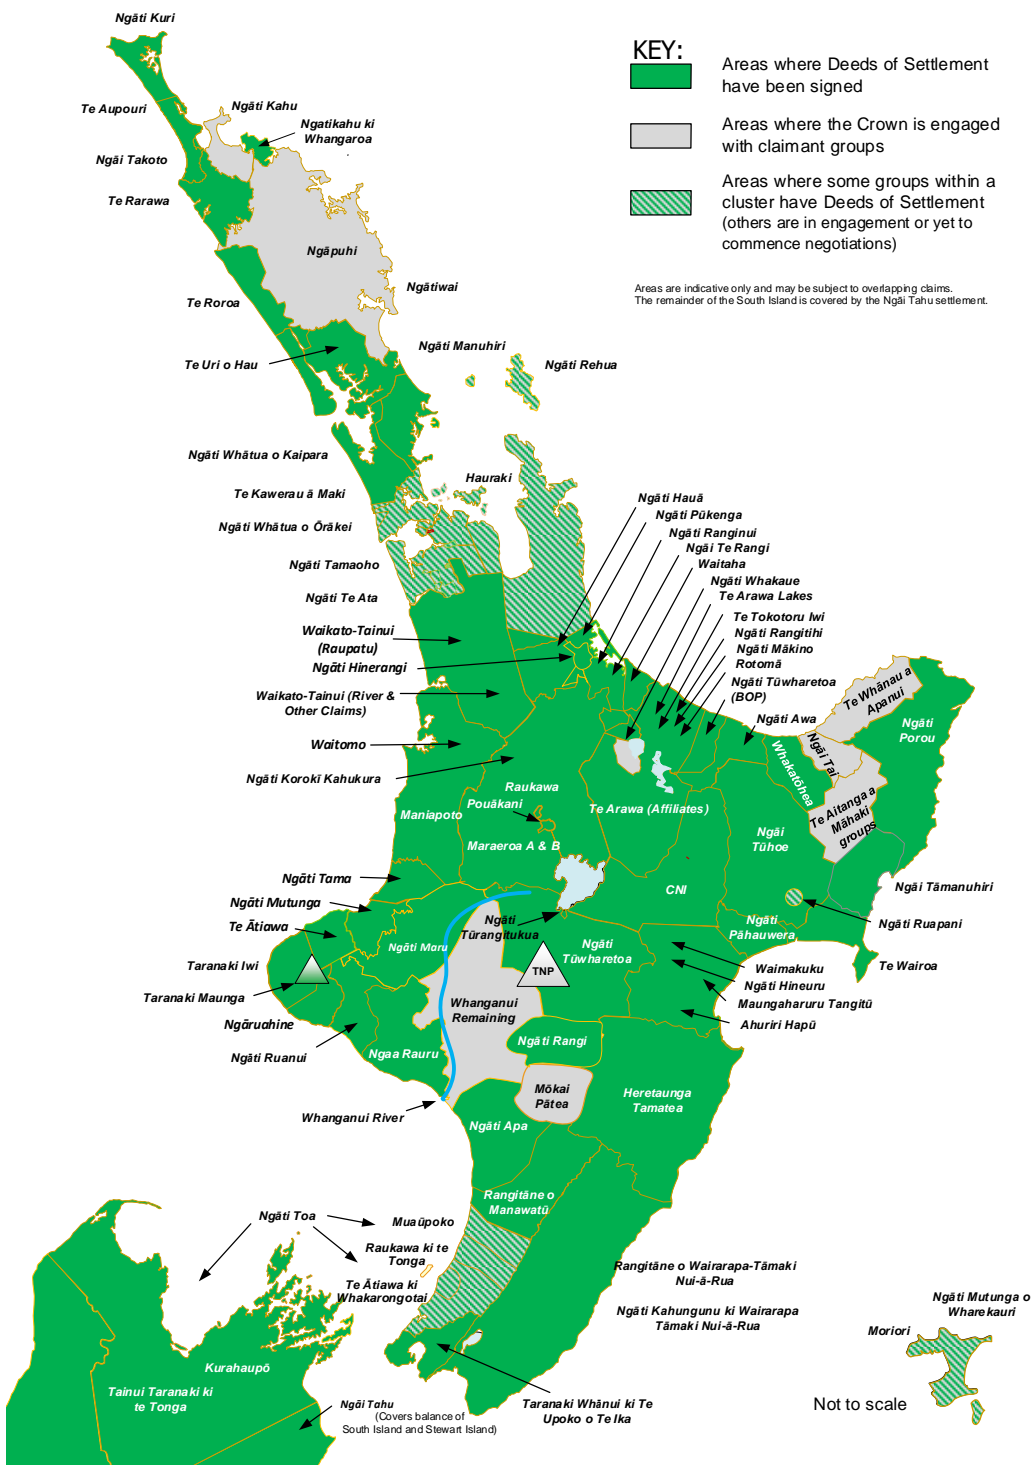 Ngāti Kuri
KEY:
Areas where Deeds of Settlement
have been signed
Areas where the Crown is engaged
with claimant groups
Areas where some groups within a
cluster have Deeds of Settlement
(others are in engagement or yet to
commence negotiations)
Areas are indicative only and may be subject to overlapping claims.
The remainder of the South Island is covered by the Ngāi Tahu settlement.
Te Aupouri
Ngāti Kahu
Ngatikahu ki
Whangaroa
Ngāi Takoto
Te Rarawa
Ngāpuhi
Ngātiwai
Te Roroa
Ngāti Manuhiri
Te Uri o Hau
Ngāti Rehua
Ngāti Whātua o Kaipara
Hauraki
Te Kawerau ā Maki
Ngāti Whātua o Ōrākei
Ngāti Tamaoho
Ngāti Te Ata
Ngāti Hauā
Ngāti Pūkenga
Ngāti Ranginui
Ngāi Te Rangi
Waitaha
Ngāti Whakaue
Te Arawa Lakes
Te Tokotoru Iwi
Ngāti Rangitihi
Ngāti Mākino
Rotomā
Ngāti Tūwharetoa
(BOP)
Ngāti Awa
Waikato-Tainui
(Raupatu)
Ngāti Hinerangi
Waikato-Tainui (River &
Other Claims)
Waitomo
Ngāti Korokī Kahukura
Te Whānau a
Apanui
Ngāti
Porou
Ngāi Tai
Whakatōhea
Te Aitanga a
Māhaki
groups
Raukawa
Pouākani
Maniapoto
Te Arawa (Affiliates)
Maraeroa A & B
Ngāi
Tūhoe
CNI
Ngāti Tama
Ngāti Mutunga
Te Ātiawa
Ngāti Maru
Ngāti
Tūrangitukua
Ngāti
Tūwharetoa
TNP
Ngāti
Pāhauwera
Ngāi Tāmanuhiri
Ngāti Ruapani
Te Wairoa
Taranaki Iwi
Taranaki Maunga
Ngāruahine
Ngāti Ruanui
Ngaa Rauru
Whanganui
Remaining
Waimakuku
Ngāti Hineuru
Maungaharuru Tangitū
Ahuriri Hapū
Ngāti Rangi
Mōkai
Pātea
Heretaunga
Tamatea
Whanganui River
Ngāti Apa
Rangitāne o
Manawatū
Ngāti Toa
Muaūpoko
Raukawa ki te
Tonga
Te Ātiawa ki
Whakarongotai
Rangitāne o Wairarapa-Tāmaki
Nui-ā-Rua
Ngāti Kahungunu ki Wairarapa
Tāmaki Nui-ā-Rua
Ngāti Mutunga o
Wharekauri
Moriori
Not to scale
Kurahaupō
Tainui Taranaki ki
te Tonga
Ngāi Tahu
(Covers balance of
South Island and Stewart Island)
Taranaki Whānui ki Te
Upoko o Te Ika